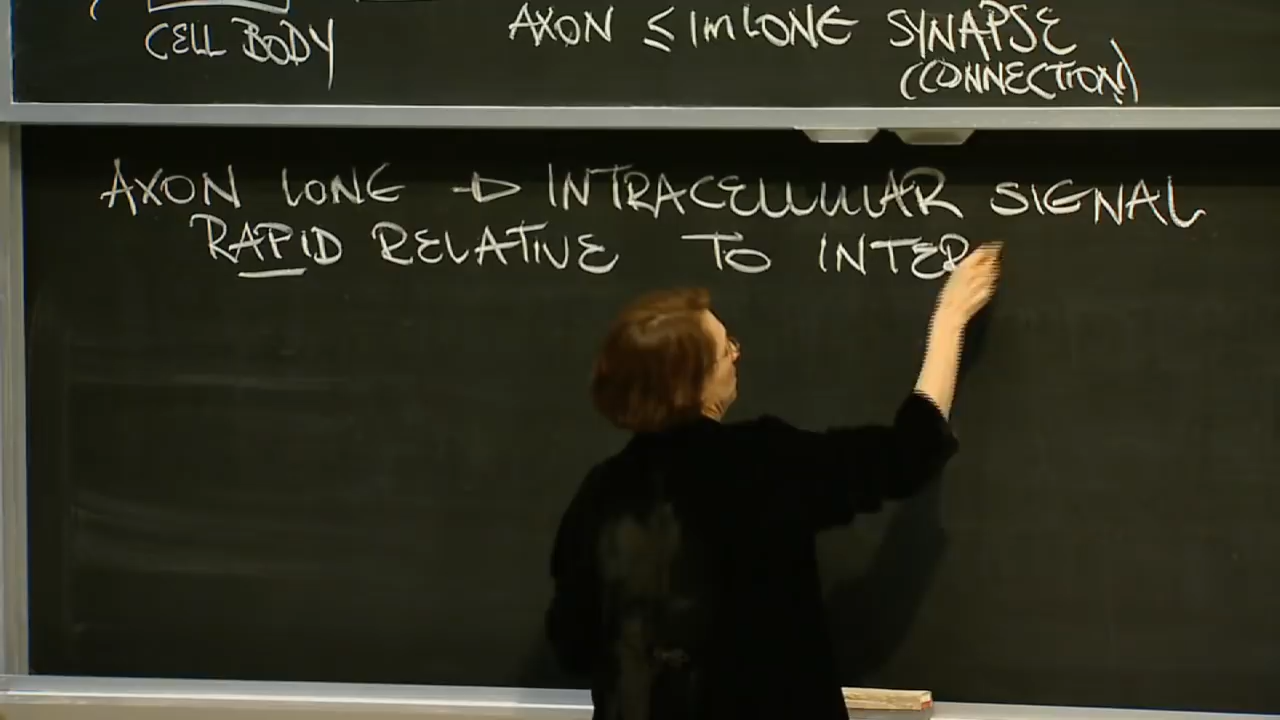 CELL BODY
AXON ≤ 1m LONG SYNAPSE
(CONNECTION)
AXON LONG → INTRACELLULAR SIGNAL
RAPID RELATIVE TO INTER